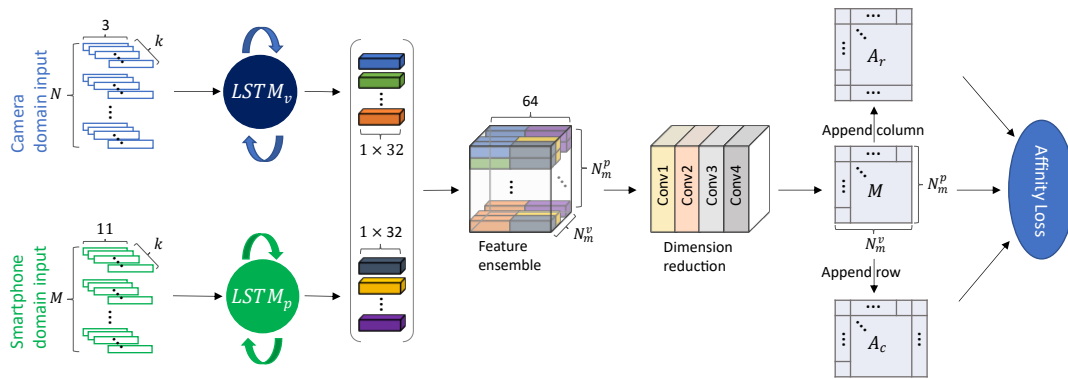 Camera
domain input
N
3
k
LSTM_v
1 × 32
Smartphone
domain input
M
11
k
LSTM_p
1 × 32
64
N_m^p
N_m^v
Feature
ensemble
Conv1
Conv2
Conv3
Conv4
Dimension
reduction
A_r
Append column
M
N_m^p
N_m^v
Append row
A_c
Affinity Loss